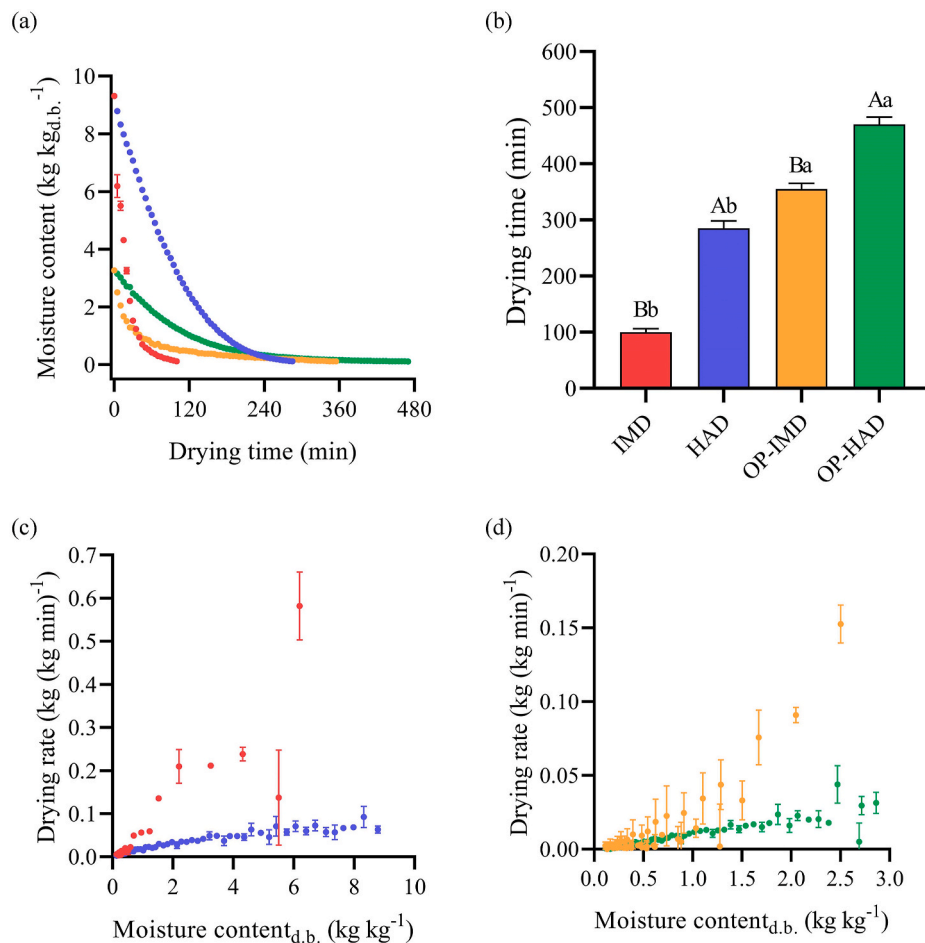 (a)
Moisture content (kg kg_d.b.^-1)
10
8
6
4
2
0
0 120 240 360 480
Drying time (min)
(b)
Drying time (min)
600
500
400
300
200
100
0
Bb
Ab
Ba
Aa
IMD HAD OP-IMD OP-HAD
(c)
Drying rate (kg (kg min)^-1)
0.7
0.6
0.5
0.4
0.3
0.2
0.1
0.0
0 2 4 6 8 10
Moisture content_d.b. (kg kg^-1)
(d)
Drying rate (kg (kg min)^-1)
0.20
0.15
0.10
0.05
0.00
0.0 0.5 1.0 1.5 2.0 2.5 3.0
Moisture content_d.b. (kg kg^-1)